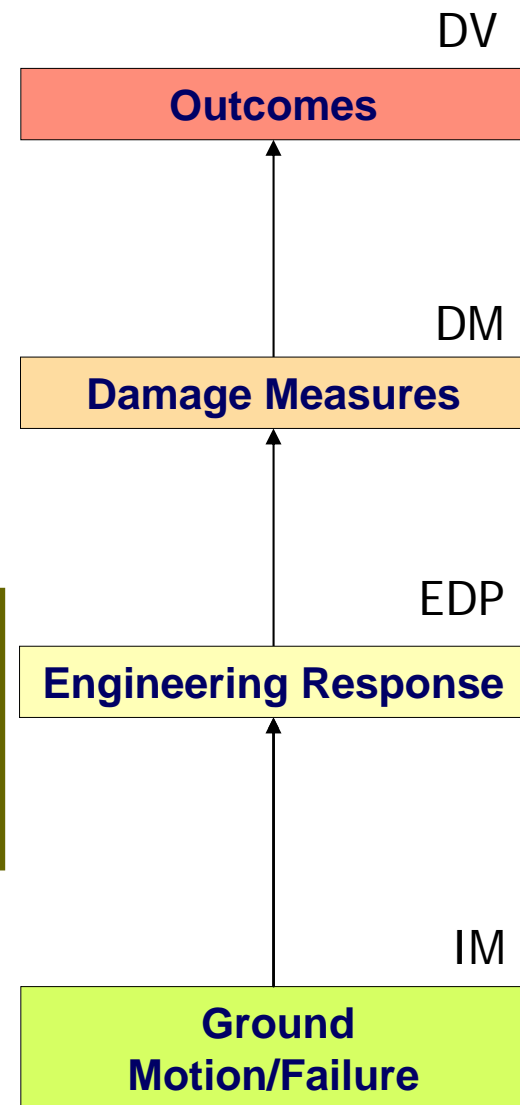 DV
Outcomes
DM
Damage Measures
EDP
Engineering Response
IM
Ground
Motion/Failure